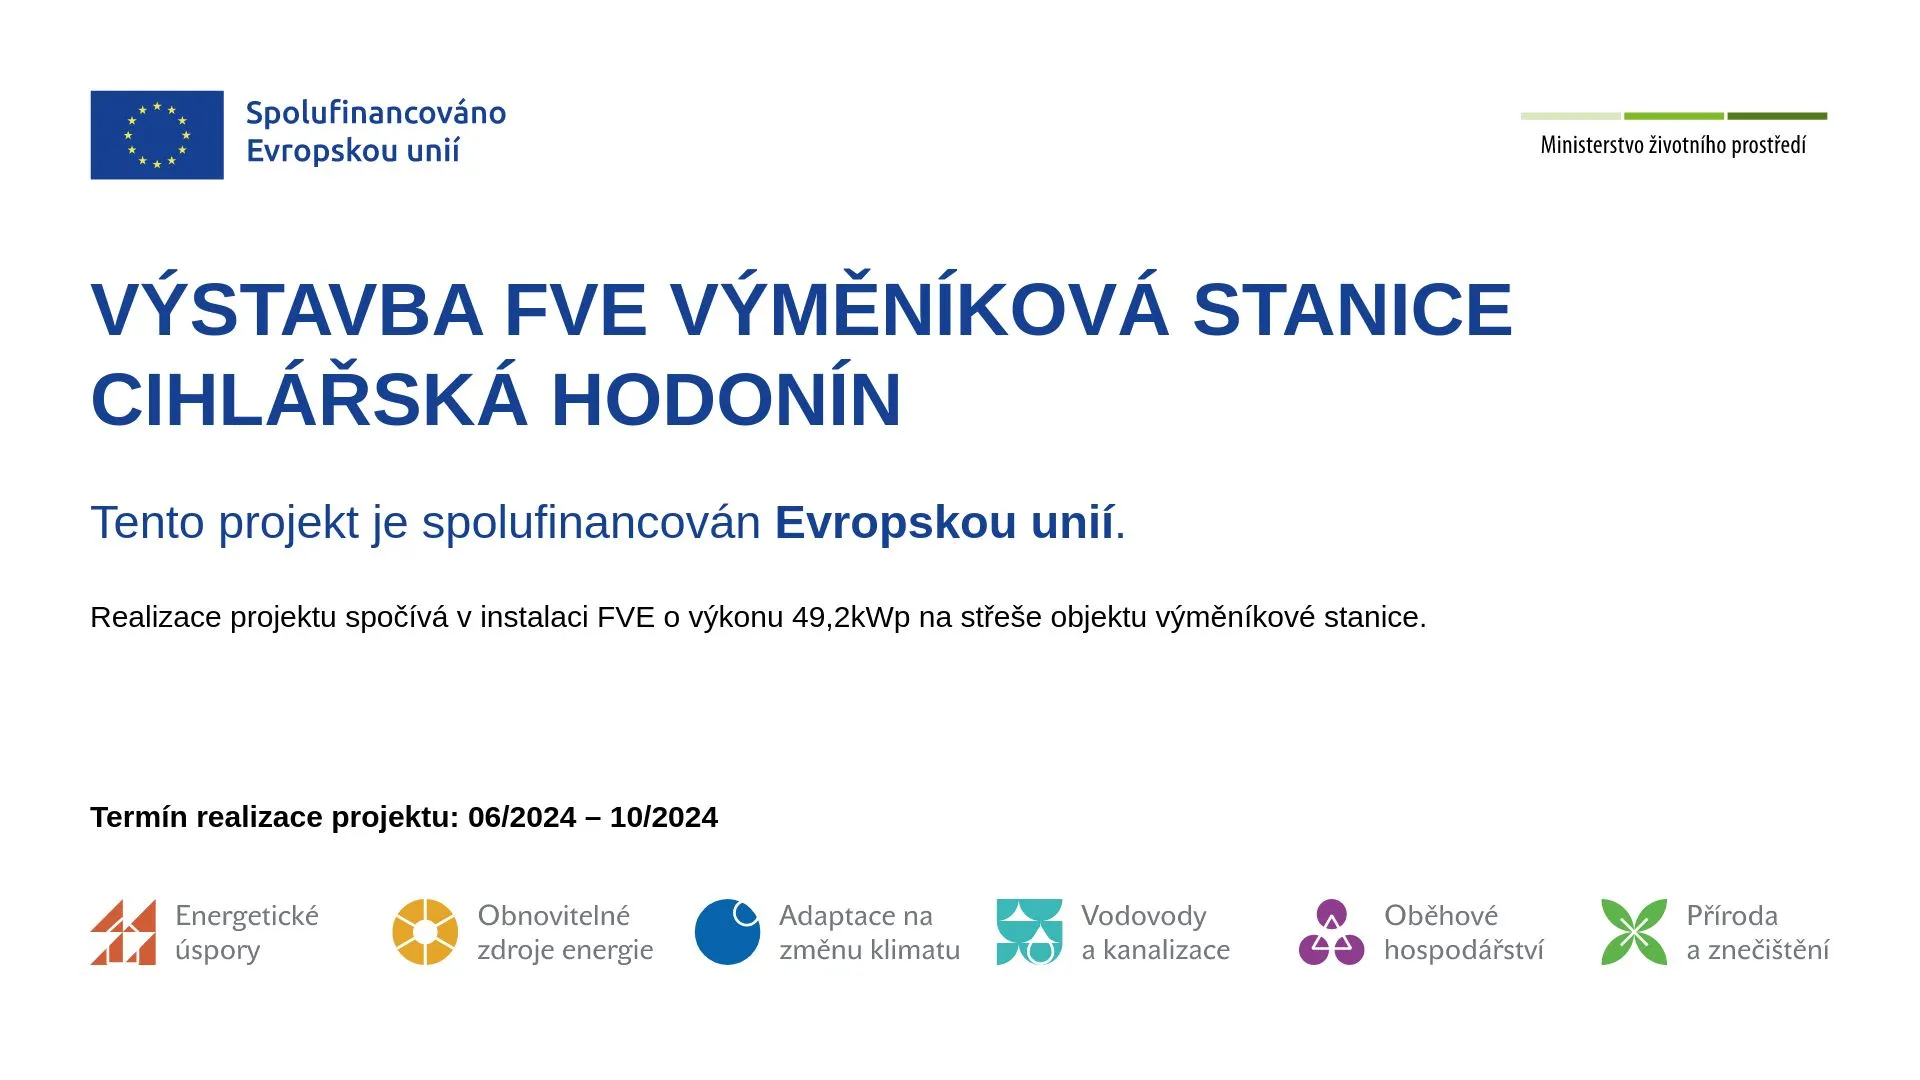 Spolufinancováno
Evropskou unií
Ministerstvo životního prostředí
VÝSTAVBA FVE VÝMĚNÍKOVÁ STANICE
CIHLÁŘSKÁ HODONÍN
Tento projekt je spolufinancován Evropskou unií.
Realizace projektu spočívá v instalaci FVE o výkonu 49,2kWp na střeše objektu výměníkové stanice.
Termín realizace projektu: 06/2024 – 10/2024
Energetické
úspory
Obnovitelné
zdroje energie
Adaptace na
změnu klimatu
Vodovody
a kanalizace
Oběhové
hospodářství
Příroda
a znečištění